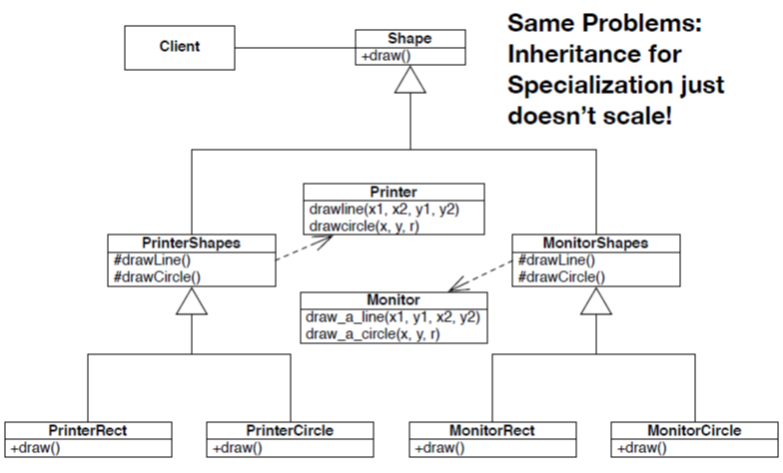 Same Problems:
Inheritance for
Specialization just
doesn't scale!
Client
Shape
+draw()
Printer
drawline(x1, x2, y1, y2)
drawcircle(x, y, r)
PrinterShapes
#drawLine()
#drawCircle()
MonitorShapes
#drawLine()
#drawCircle()
Monitor
draw_a_line(x1, y1, x2, y2)
draw_a_circle(x, y, r)
PrinterRect
+draw()
PrinterCircle
+draw()
MonitorRect
+draw()
MonitorCircle
+draw()